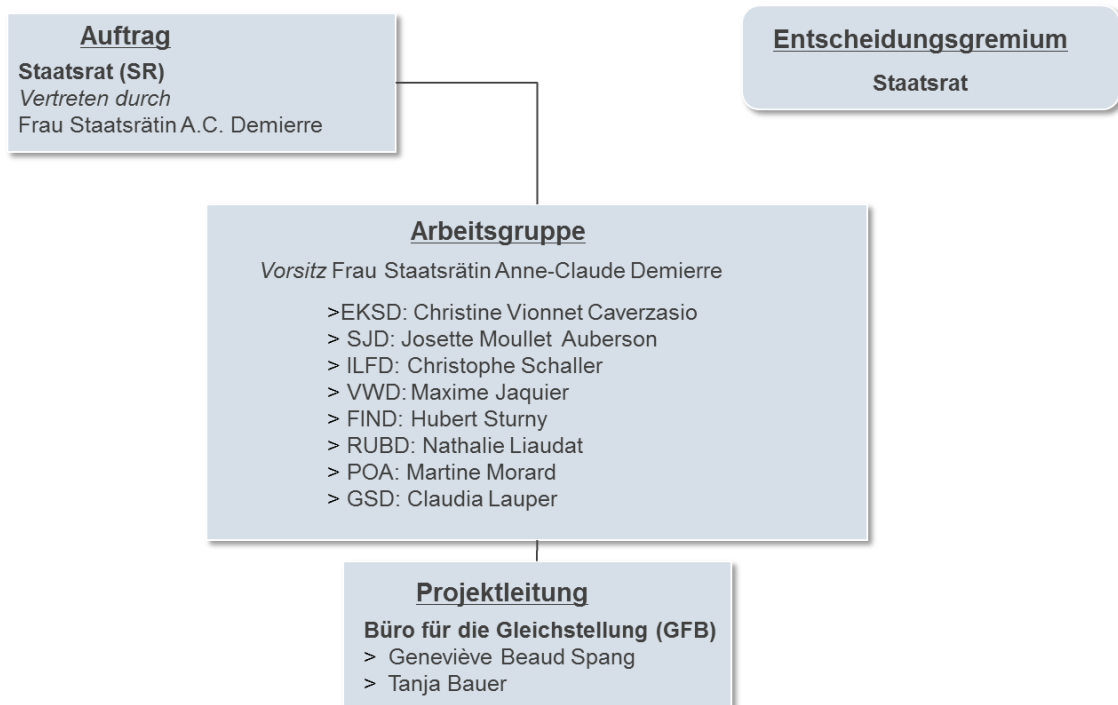 Auftrag
Staatsrat (SR)
Vertreten durch
Frau Staatsrätin A.C. Demierre
Entscheidungsgremium
Staatsrat
Arbeitsgruppe
Vorsitz Frau Staatsrätin Anne-Claude Demierre
>EKSD: Christine Vionnet Caverzasio
> SJD: Josette Moullet Auberson
> ILFD: Christophe Schaller
> VWD: Maxime Jaquier
> FIND: Hubert Sturny
> RUBD: Nathalie Liaudat
> POA: Martine Morard
> GSD: Claudia Lauper
Projektleitung
Büro für die Gleichstellung (GFB)
> Geneviève Beaud Spang
> Tanja Bauer